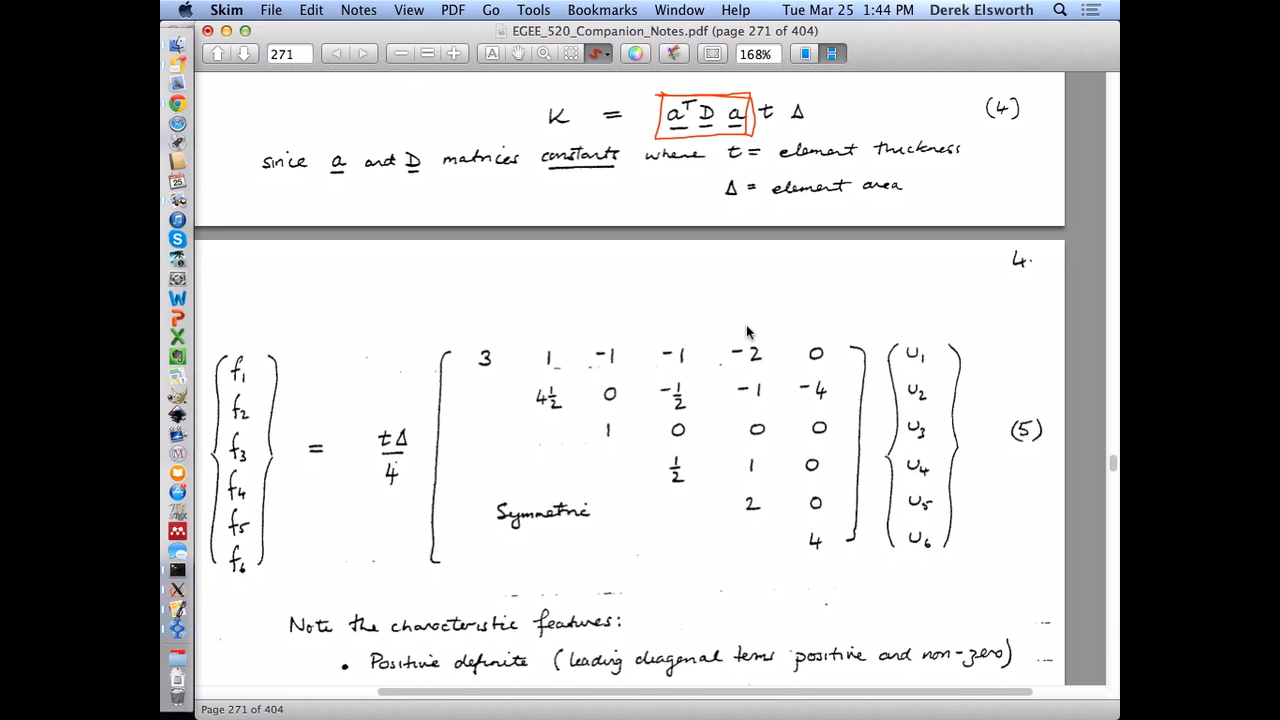 Skim File Edit Notes View PDF Go Tools Bookmarks Window Help Tue Mar 25 1:44 PM Derek Elsworth
EGEE_520_Companion_Notes.pdf (page 271 of 404)
271 168%
K = aᵀ D a t Δ (4)
since a and D matrices constants where t = element thickness
Δ = element area
4.
f₁ 3 1 -1 -1 -2 0 u₁
f₂ 4½ 0 -½ -1 -4 u₂
f₃ 1 0 0 0 u₃
= tΔ/4 (5)
f₄ ½ 1 0 u₄
f₅ Symmetric 2 0 u₅
f₆ 4 u₆
Note the characteristic features:
• Positive definite (leading diagonal terms positive and non-zero)
Page 271 of 404